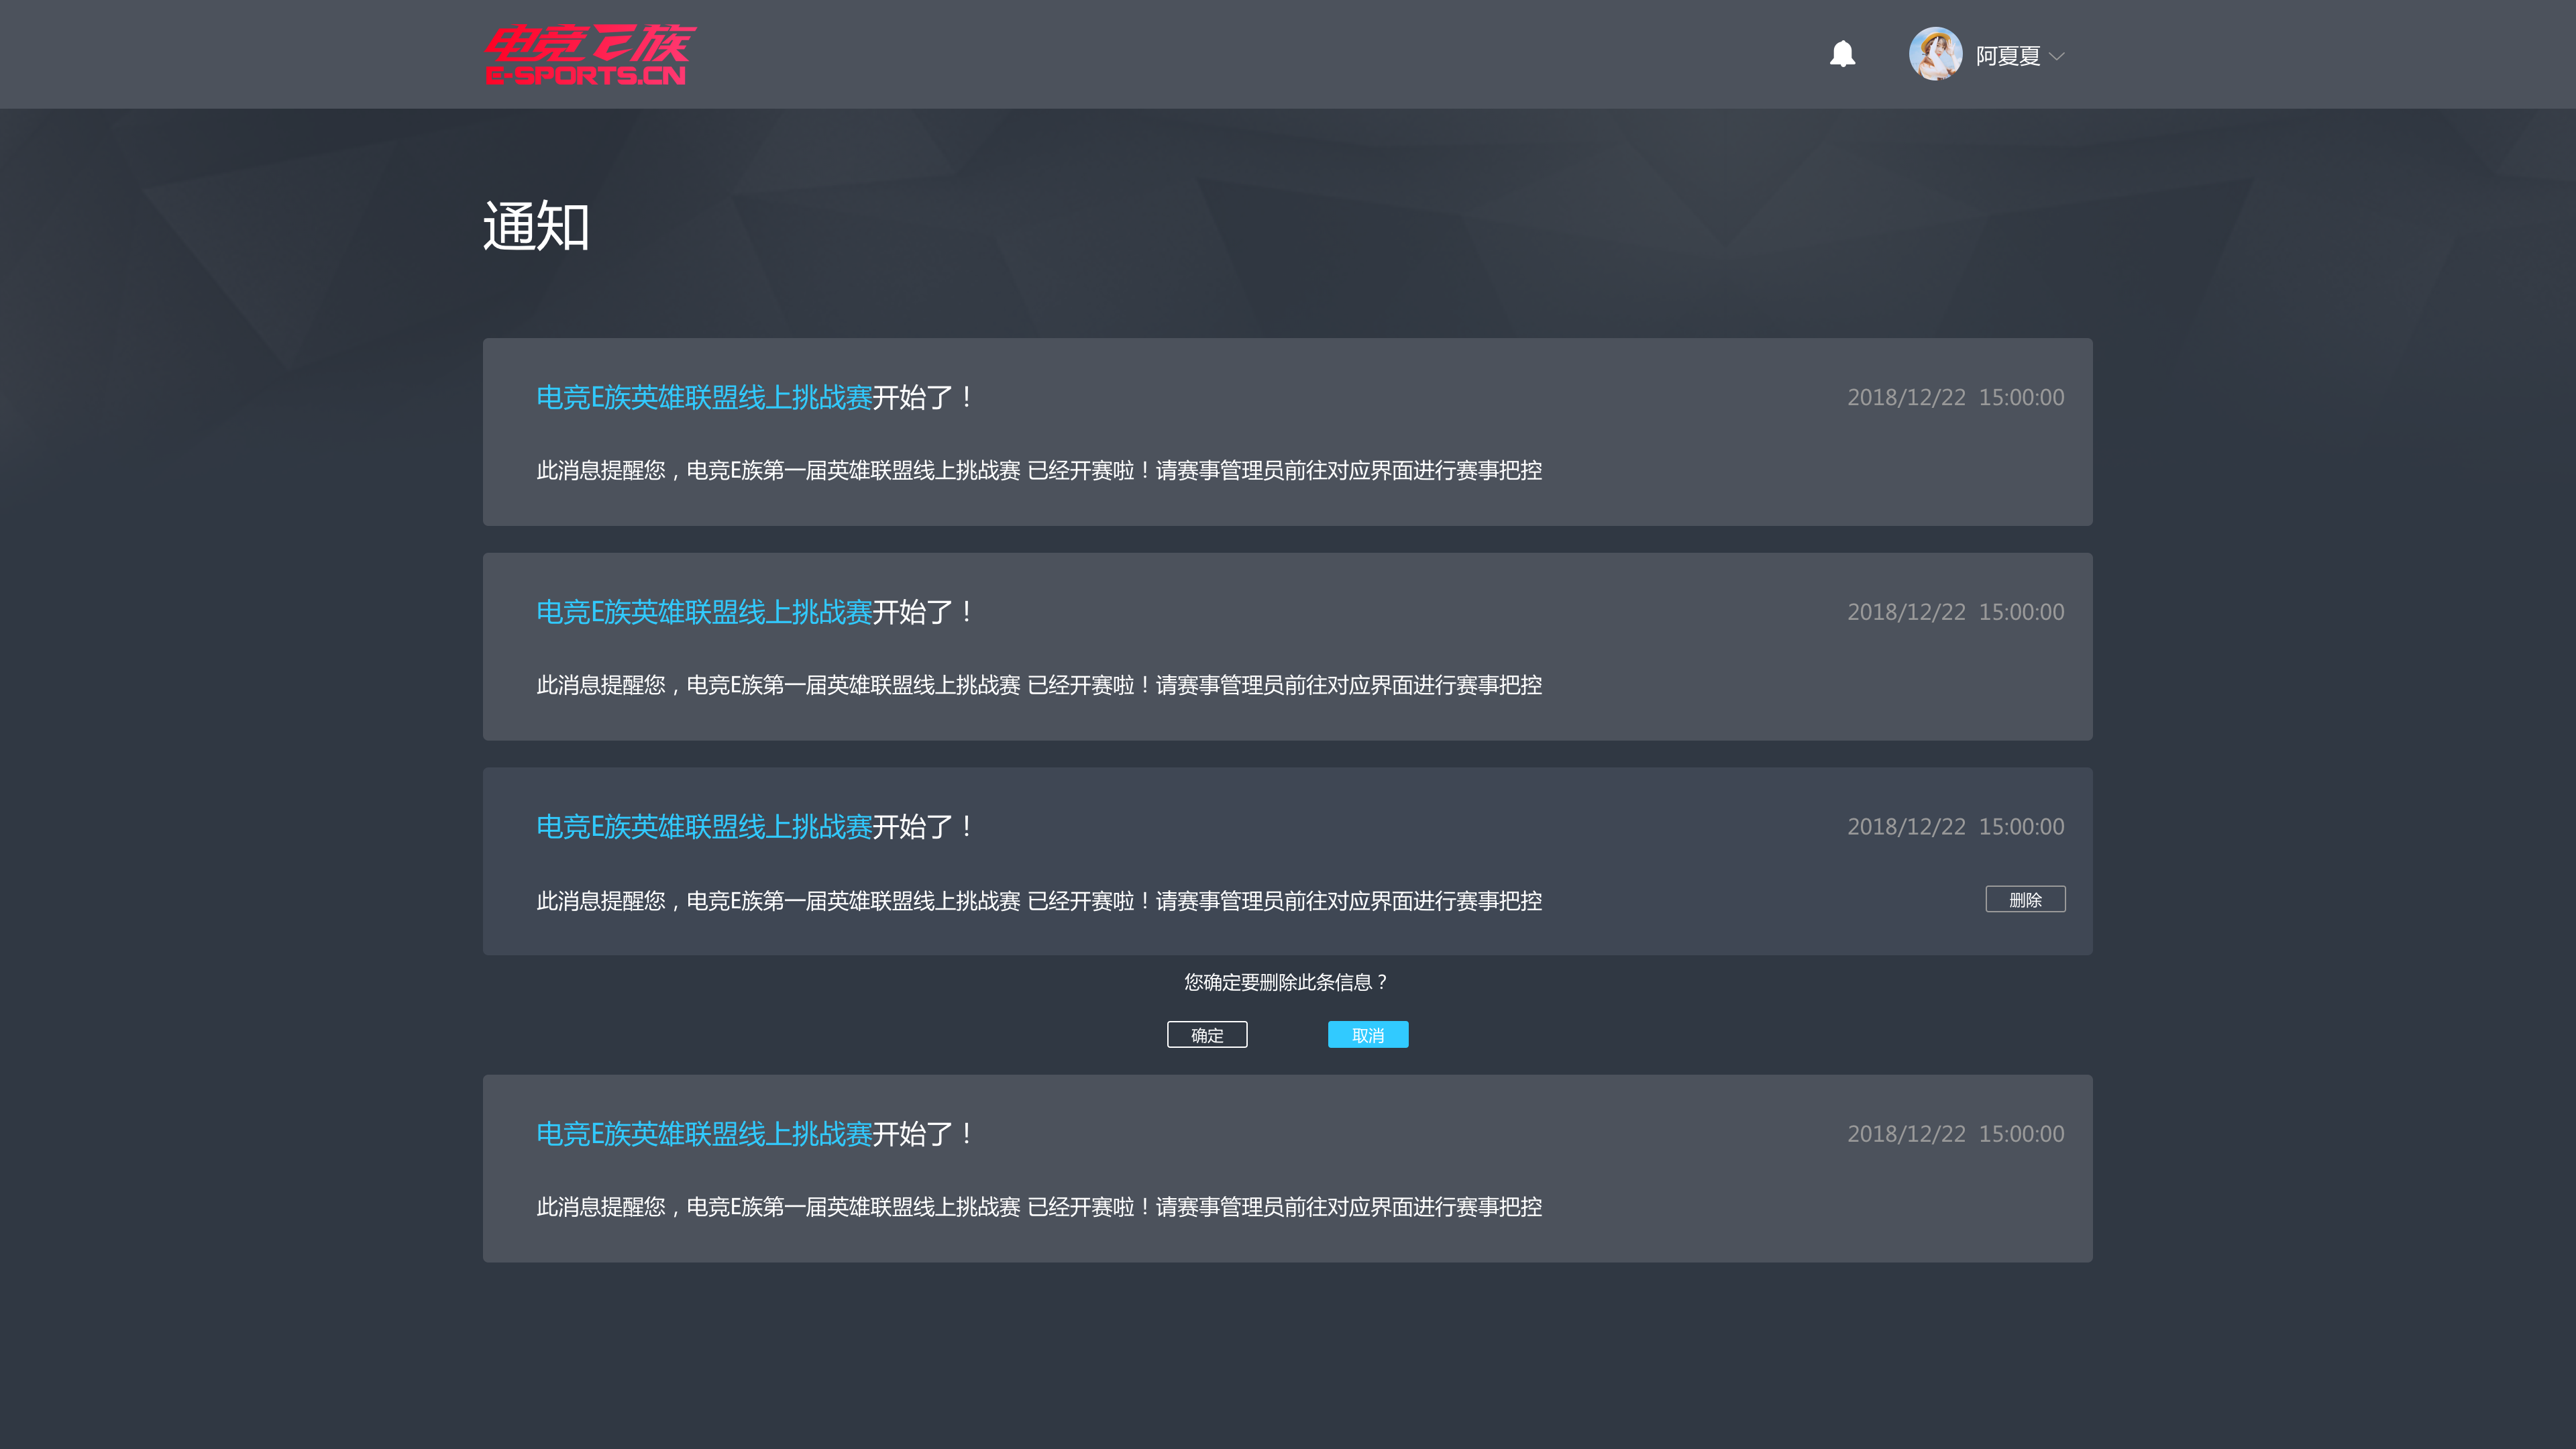 电竞E族
E-SPORTS.CN
阿夏夏
通知
电竞E族英雄联盟线上挑战赛开始了！ 2018/12/22 15:00:00
此消息提醒您，电竞E族第一届英雄联盟线上挑战赛 已经开赛啦！请赛事管理员前往对应界面进行赛事把控
电竞E族英雄联盟线上挑战赛开始了！ 2018/12/22 15:00:00
此消息提醒您，电竞E族第一届英雄联盟线上挑战赛 已经开赛啦！请赛事管理员前往对应界面进行赛事把控
电竞E族英雄联盟线上挑战赛开始了！ 2018/12/22 15:00:00
此消息提醒您，电竞E族第一届英雄联盟线上挑战赛 已经开赛啦！请赛事管理员前往对应界面进行赛事把控 删除
您确定要删除此条信息？
确定 取消
电竞E族英雄联盟线上挑战赛开始了！ 2018/12/22 15:00:00
此消息提醒您，电竞E族第一届英雄联盟线上挑战赛 已经开赛啦！请赛事管理员前往对应界面进行赛事把控